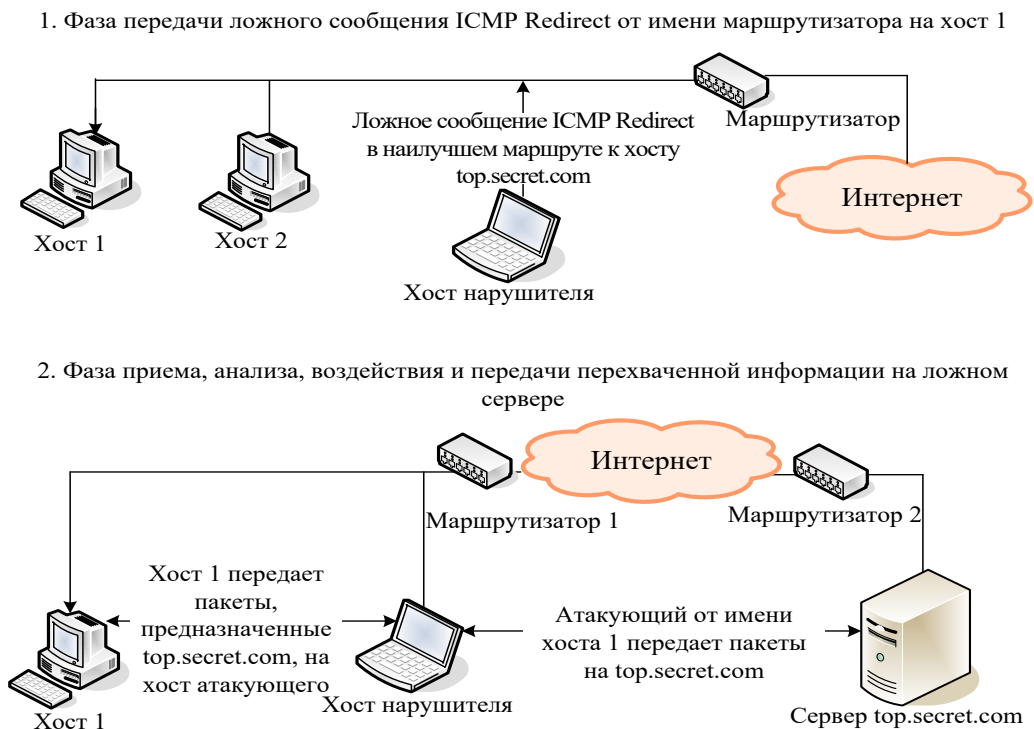 1. Фаза передачи ложного сообщения ICMP Redirect от имени маршрутизатора на хост 1
Ложное сообщение ICMP Redirect
в наилучшем маршруте к хосту
top.secret.com
Маршрутизатор
Интернет
Хост 1
Хост 2
Хост нарушителя
2. Фаза приема, анализа, воздействия и передачи перехваченной информации на ложном
сервере
Интернет
Маршрутизатор 1
Маршрутизатор 2
Хост 1 передает
пакеты,
предназначенные
top.secret.com, на
хост атакующего
Атакующий от имени
хоста 1 передает пакеты
на top.secret.com
Хост 1
Хост нарушителя
Сервер top.secret.com